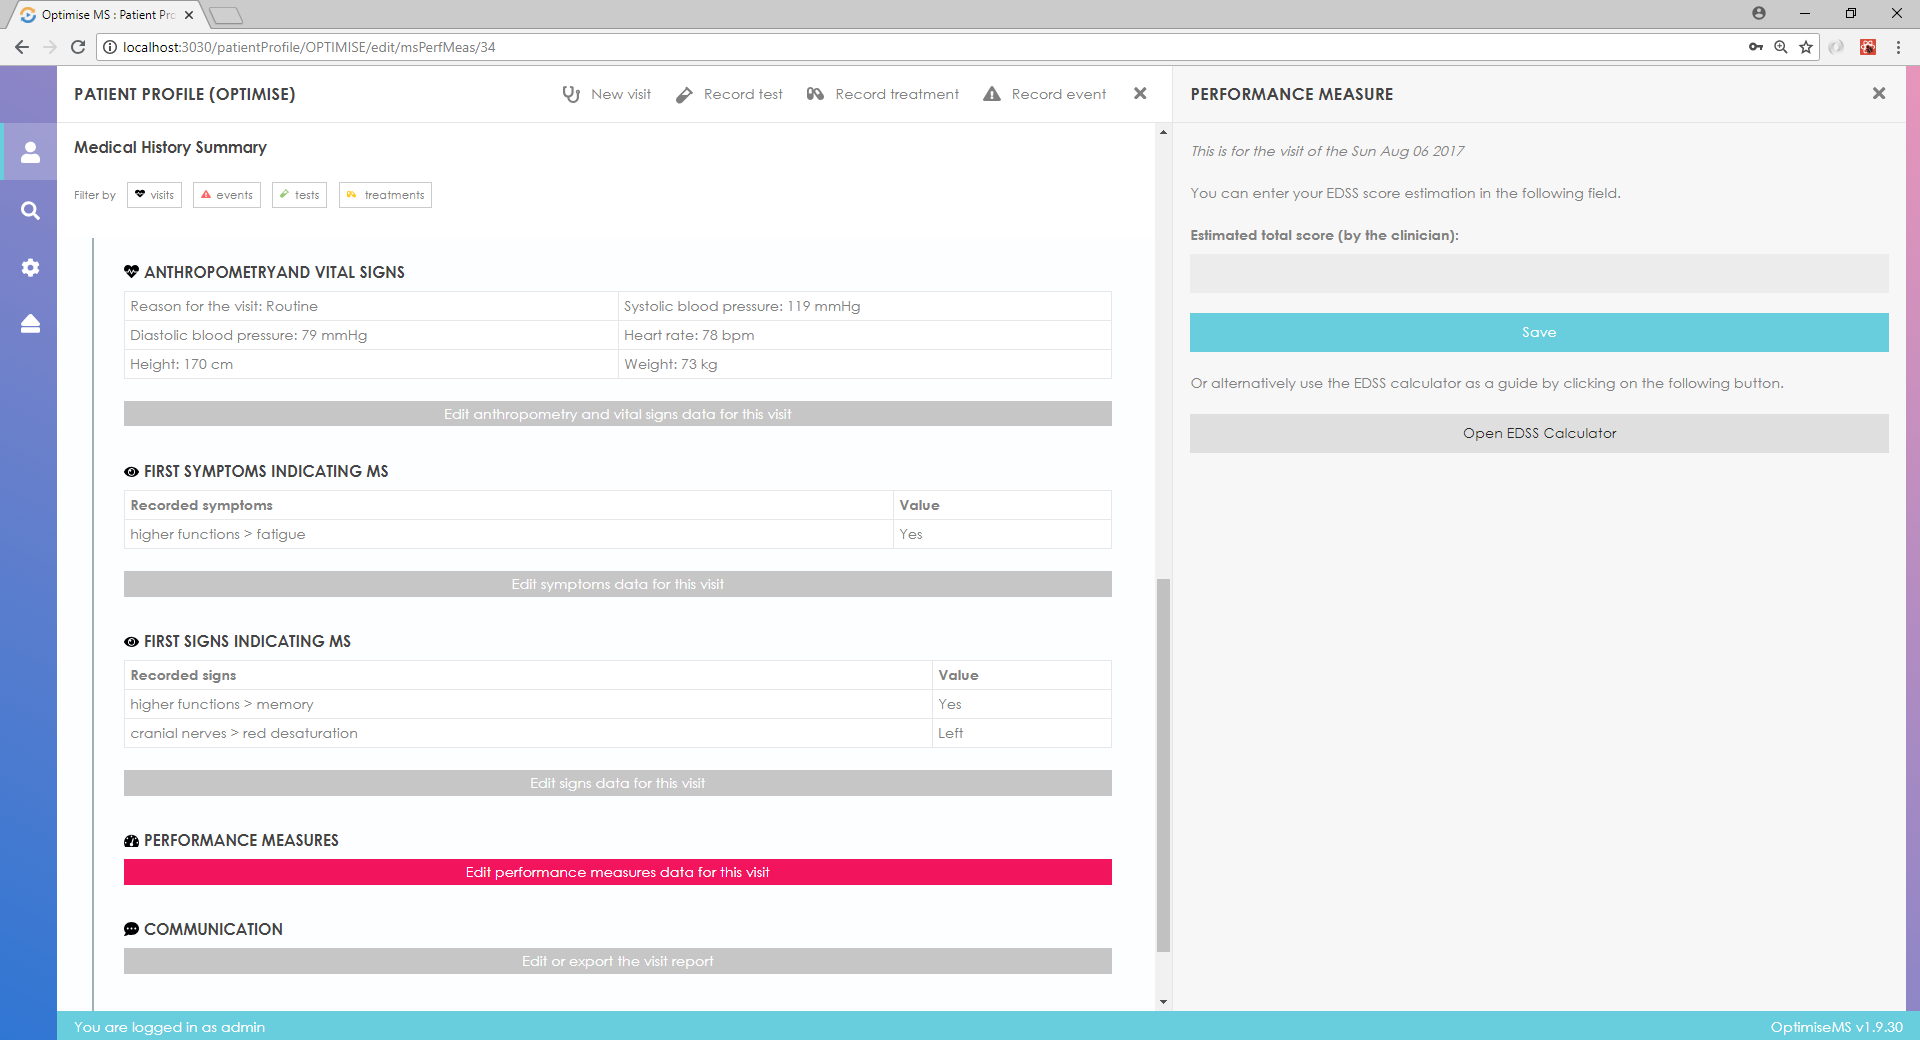 Optimise MS : Patient Pro
localhost:3030/patientProfile/OPTIMISE/edit/msPerfMeas/34
PATIENT PROFILE (OPTIMISE)
New visit
Record test
Record treatment
Record event
Medical History Summary
Filter by
visits
events
tests
treatments
ANTHROPOMETRYAND VITAL SIGNS
Reason for the visit: Routine
Systolic blood pressure: 119 mmHg
Diastolic blood pressure: 79 mmHg
Heart rate: 78 bpm
Height: 170 cm
Weight: 73 kg
Edit anthropometry and vital signs data for this visit
FIRST SYMPTOMS INDICATING MS
Recorded symptoms
Value
higher functions > fatigue
Yes
Edit symptoms data for this visit
FIRST SIGNS INDICATING MS
Recorded signs
Value
higher functions > memory
Yes
cranial nerves > red desaturation
Left
Edit signs data for this visit
PERFORMANCE MEASURES
Edit performance measures data for this visit
COMMUNICATION
Edit or export the visit report
PERFORMANCE MEASURE
This is for the visit of the Sun Aug 06 2017
You can enter your EDSS score estimation in the following field.
Estimated total score (by the clinician):
Save
Or alternatively use the EDSS calculator as a guide by clicking on the following button.
Open EDSS Calculator
You are logged in as admin
OptimiseMS v1.9.30